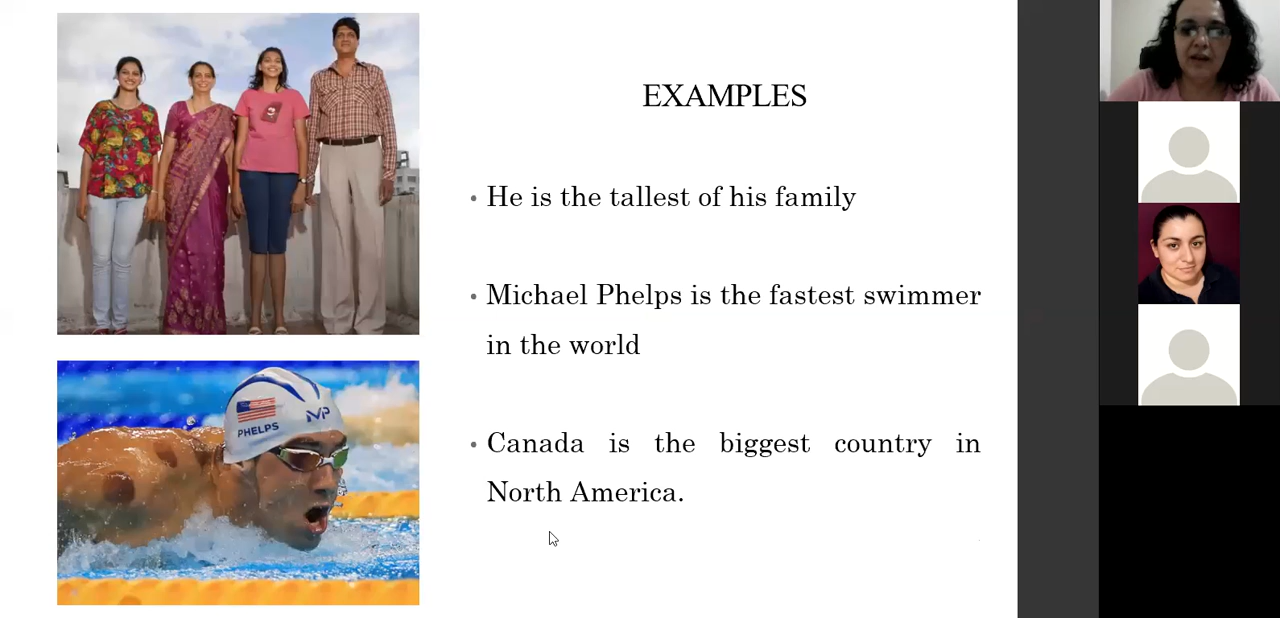 EXAMPLES
• He is the tallest of his family
• Michael Phelps is the fastest swimmer
in the world
• Canada is the biggest country in
North America.
PHELPS
MP